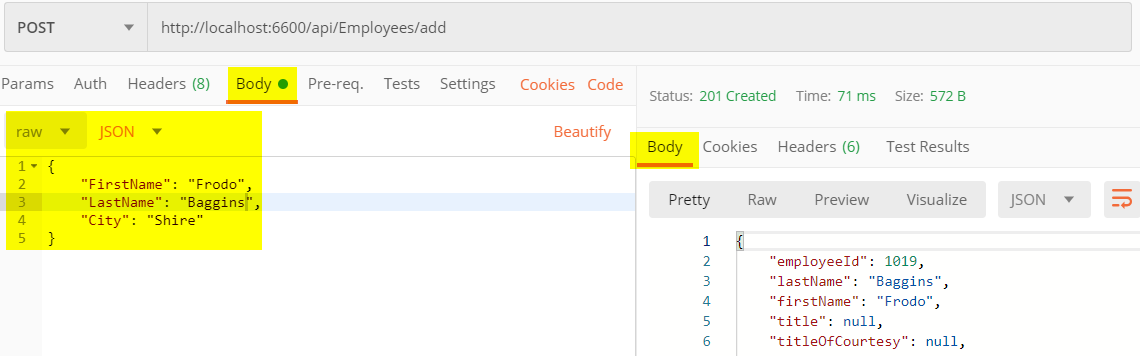 POST http://localhost:6600/api/Employees/add
Params Auth Headers (8) Body Pre-req. Tests Settings Cookies Code
raw JSON Beautify
1 {
2 "FirstName": "Frodo",
3 "LastName": "Baggins",
4 "City": "Shire"
5 }
Status: 201 Created Time: 71 ms Size: 572 B
Body Cookies Headers (6) Test Results
Pretty Raw Preview Visualize JSON
1 {
2 "employeeId": 1019,
3 "lastName": "Baggins",
4 "firstName": "Frodo",
5 "title": null,
6 "titleOfCourtesy": null,